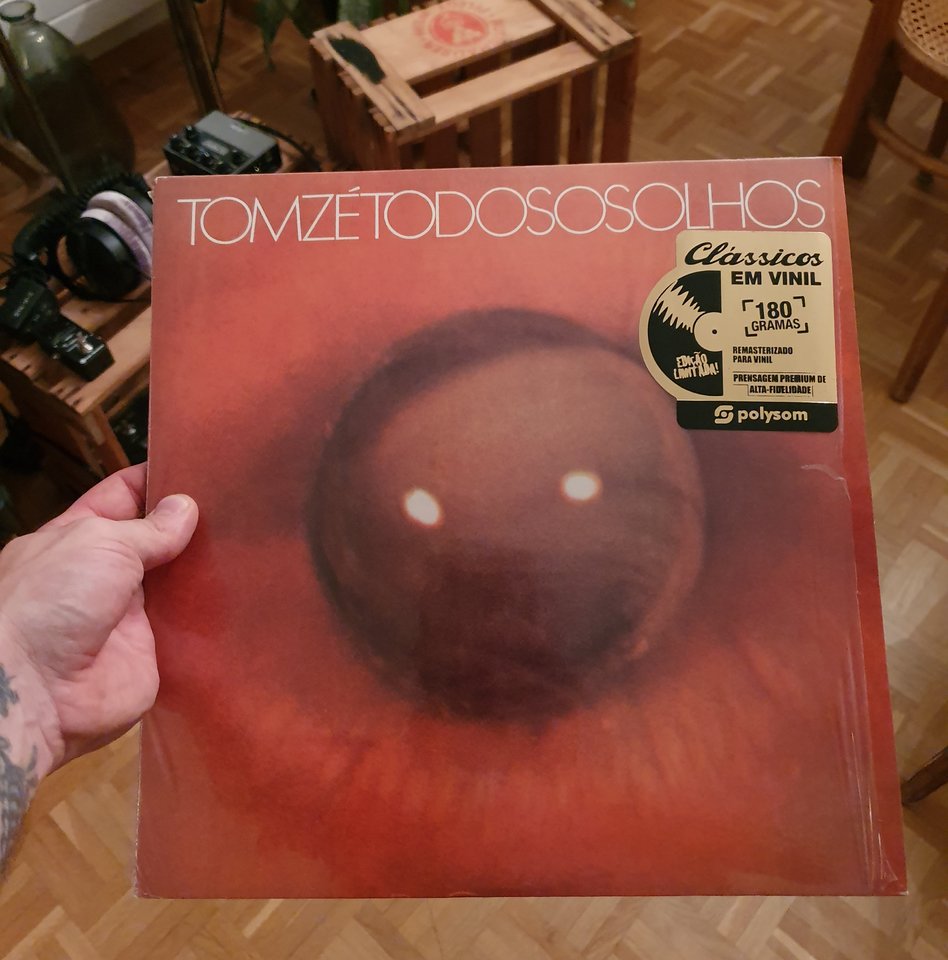 TOMZÉTODOSOSOLHOS
Clássicos
EM VINIL
180
GRAMAS
EDIÇÃO
LIMITADA!
REMASTERIZADO
PARA VINIL
PRENSAGEM PREMIUM DE
ALTA-FIDELIDADE
polysom